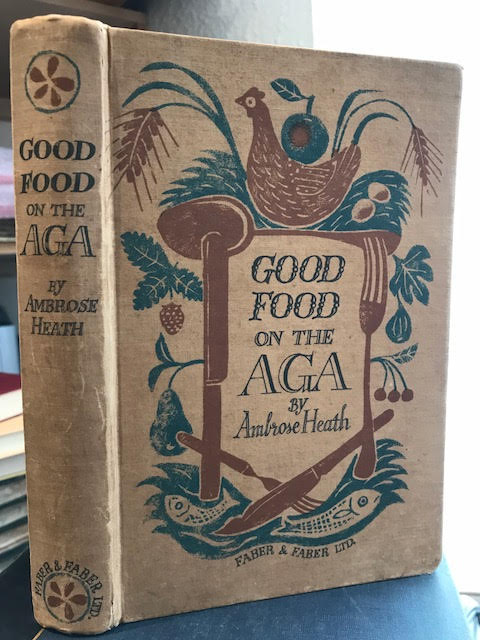 GOOD
FOOD
ON THE
AGA
BY
AMBROSE
HEATH
FABER & FABER LTD.
GOOD
FOOD
ON THE
AGA
By
Ambrose Heath
FABER & FABER LTD.